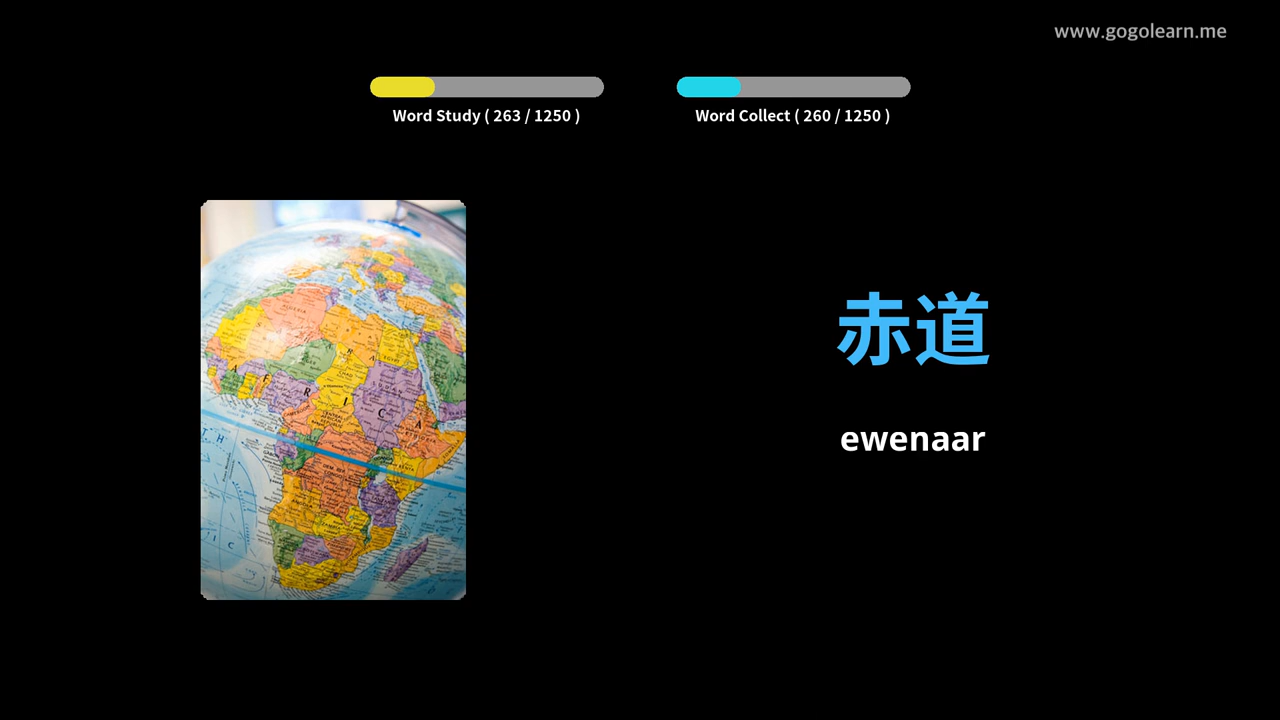 www.gogolearn.me
Word Study ( 263 / 1250 )
Word Collect ( 260 / 1250 )
赤道
ewenaar
A F R I C A